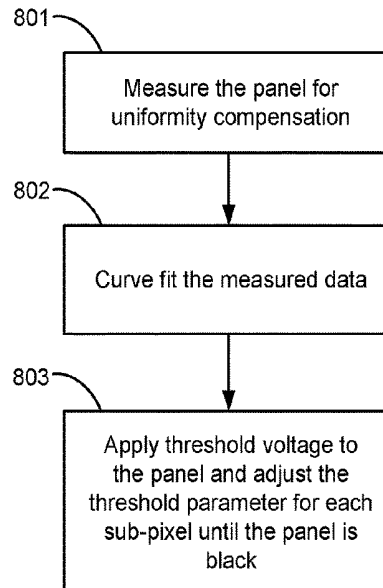 801
Measure the panel for
uniformity compensation
802
Curve fit the measured data
803
Apply threshold voltage to
the panel and adjust the
threshold parameter for each
sub-pixel until the panel is
black